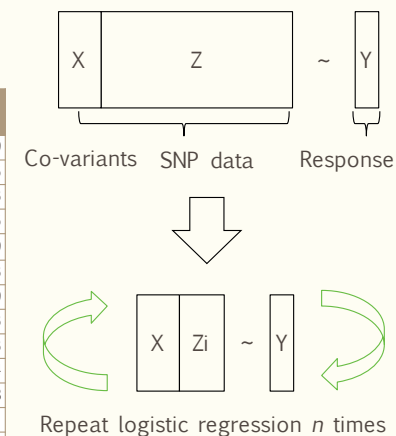 X Z ~ Y
Co-variants SNP data Response
X Zi ~ Y
Repeat logistic regression n times